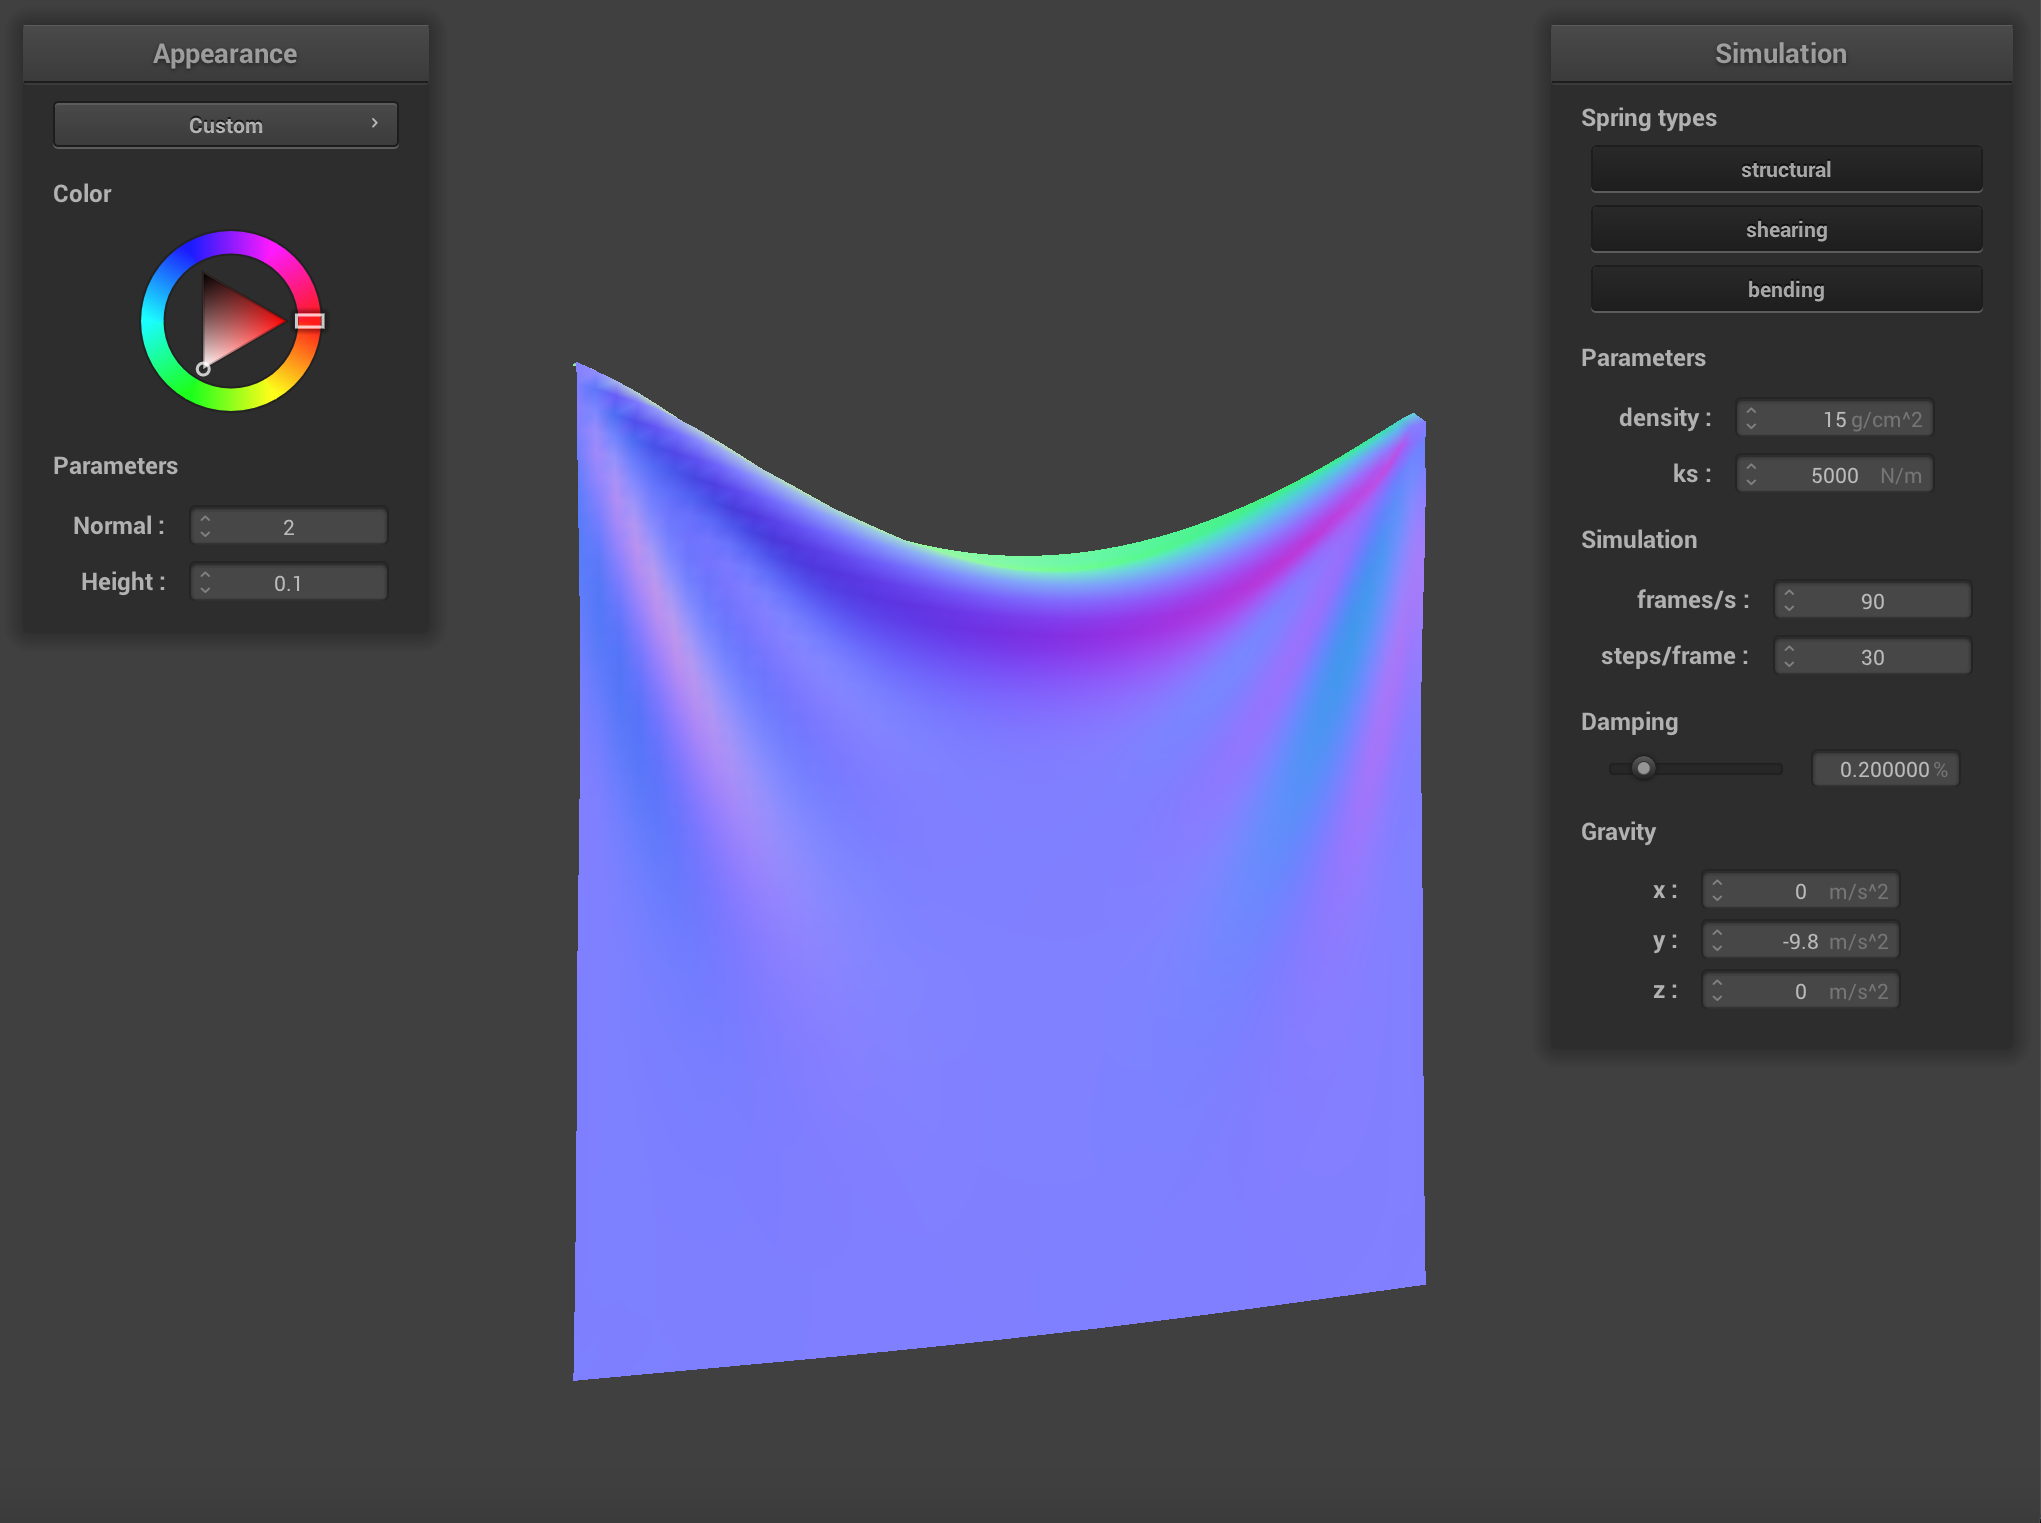 Appearance
Custom
Color
Parameters
Normal : 2
Height : 0.1
Simulation
Spring types
structural
shearing
bending
Parameters
density : 15 g/cm^2
ks : 5000 N/m
Simulation
frames/s : 90
steps/frame : 30
Damping
0.200000 %
Gravity
x : 0 m/s^2
y : -9.8 m/s^2
z : 0 m/s^2